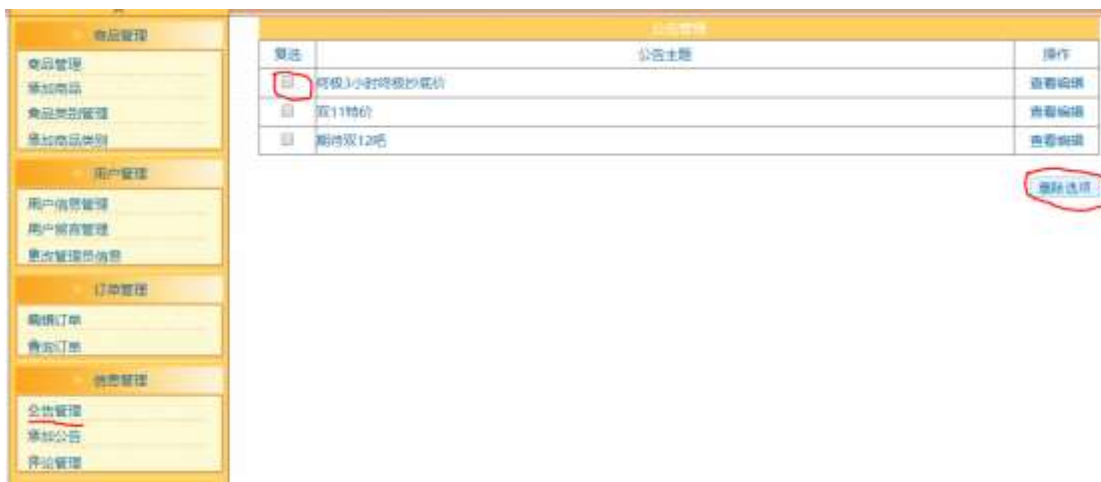 商品管理
商品管理
添加商品
商品类别管理
添加商品类别
用户管理
用户信息管理
用户留言管理
更改管理员信息
订单管理
编辑订单
查询订单
信息管理
公告管理
添加公告
评论管理
公告管理
复选 公告主题 操作
终极3小时终极抄底价 查看编辑
双11特价 查看编辑
期待双12吧 查看编辑
删除选项